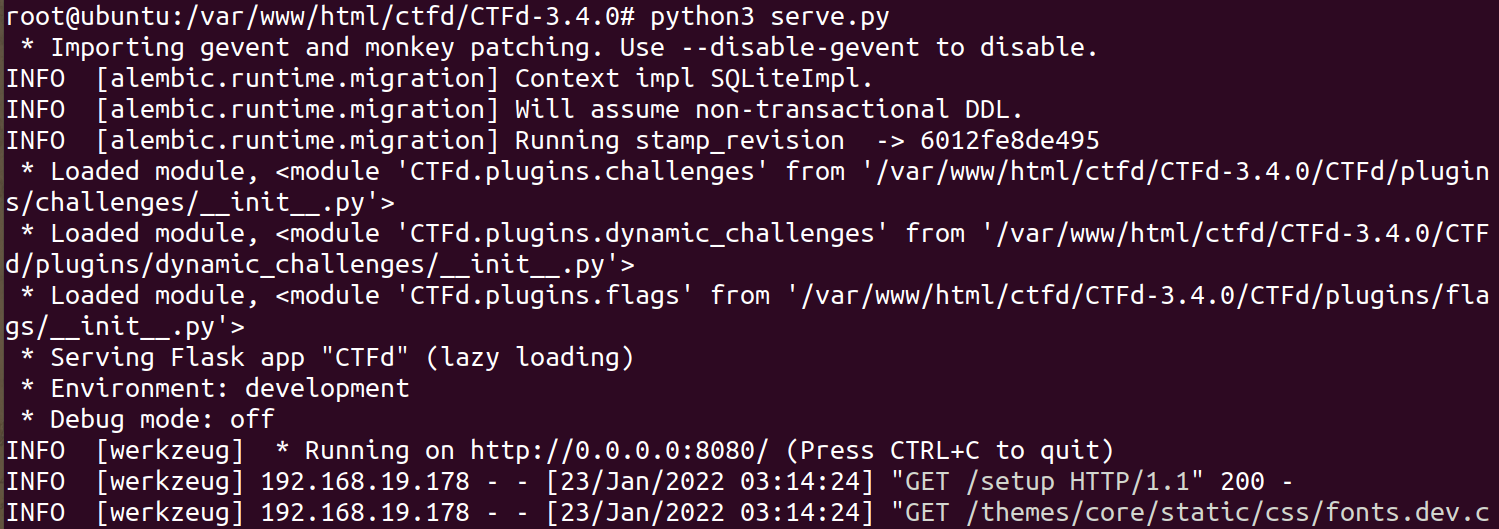 root@ubuntu:/var/www/html/ctfd/CTFd-3.4.0# python3 serve.py
 * Importing gevent and monkey patching. Use --disable-gevent to disable.
INFO  [alembic.runtime.migration] Context impl SQLiteImpl.
INFO  [alembic.runtime.migration] Will assume non-transactional DDL.
INFO  [alembic.runtime.migration] Running stamp_revision  -> 6012fe8de495
 * Loaded module, <module 'CTFd.plugins.challenges' from '/var/www/html/ctfd/CTFd-3.4.0/CTFd/plugin
s/challenges/__init__.py'>
 * Loaded module, <module 'CTFd.plugins.dynamic_challenges' from '/var/www/html/ctfd/CTFd-3.4.0/CTF
d/plugins/dynamic_challenges/__init__.py'>
 * Loaded module, <module 'CTFd.plugins.flags' from '/var/www/html/ctfd/CTFd-3.4.0/CTFd/plugins/fla
gs/__init__.py'>
 * Serving Flask app "CTFd" (lazy loading)
 * Environment: development
 * Debug mode: off
INFO  [werkzeug]  * Running on http://0.0.0.0:8080/ (Press CTRL+C to quit)
INFO  [werkzeug] 192.168.19.178 - - [23/Jan/2022 03:14:24] "GET /setup HTTP/1.1" 200 -
INFO  [werkzeug] 192.168.19.178 - - [23/Jan/2022 03:14:24] "GET /themes/core/static/css/fonts.dev.c